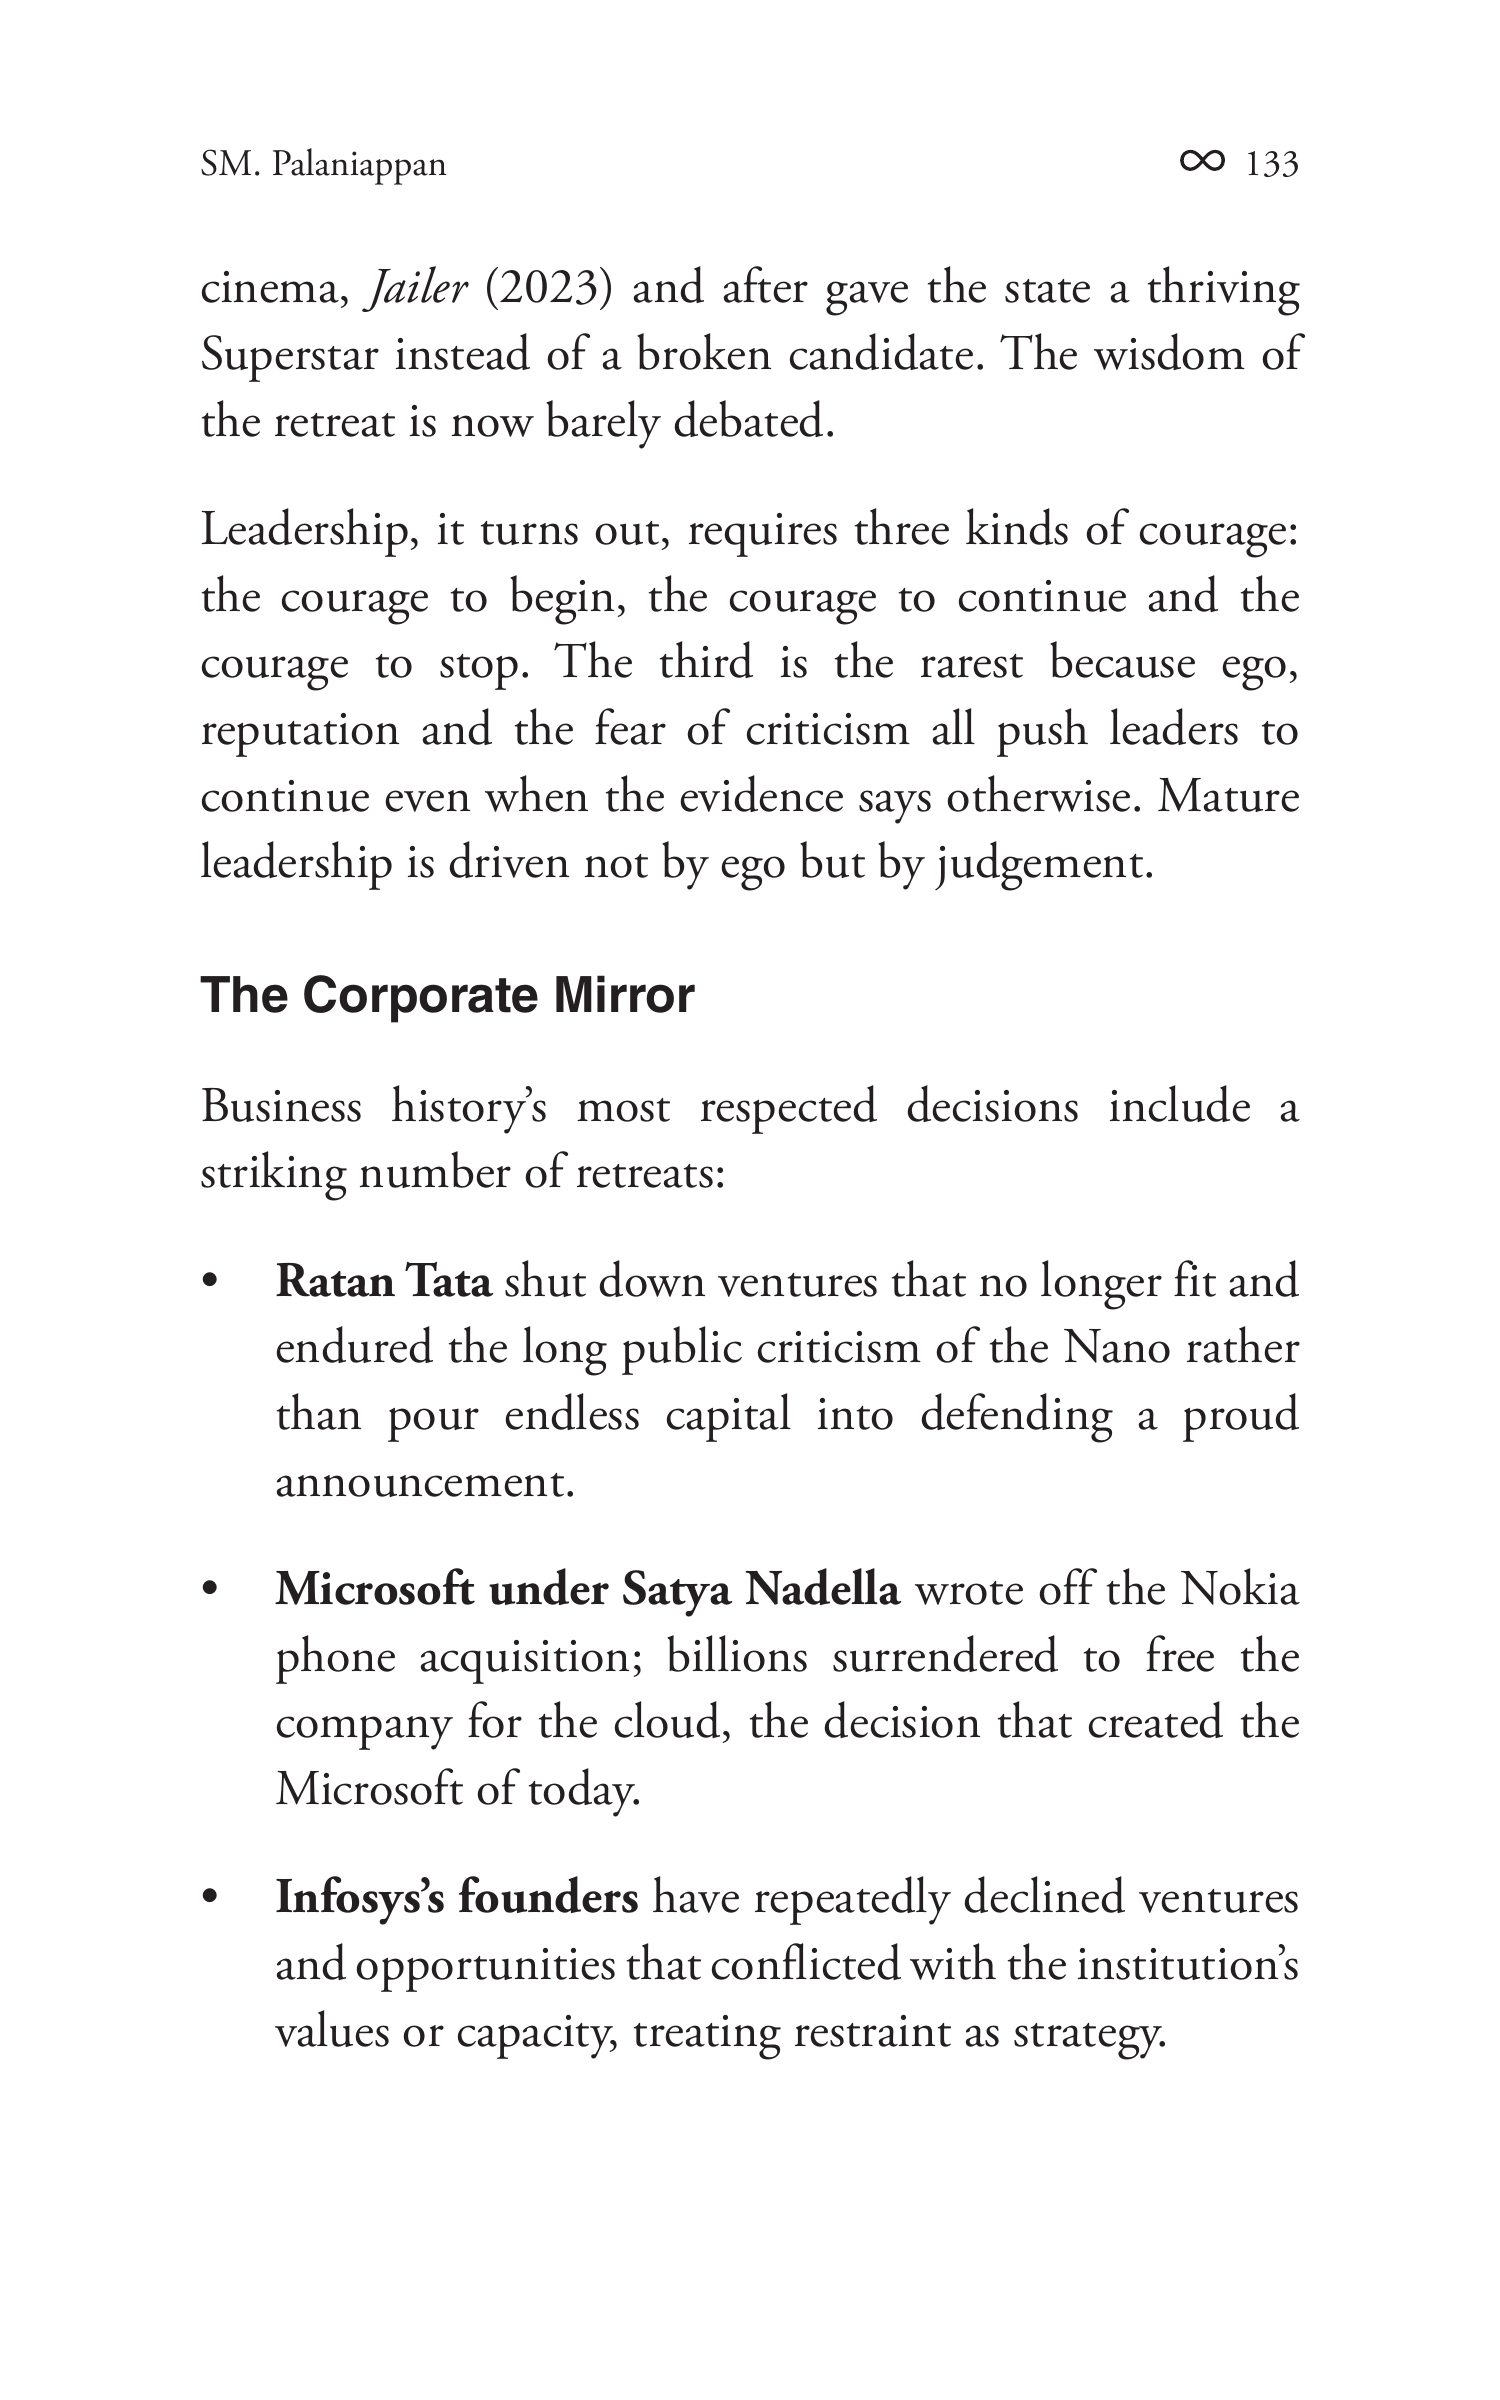 SM. Palaniappan ∞ 133
cinema, Jailer (2023) and after gave the state a thriving
Superstar instead of a broken candidate. The wisdom of
the retreat is now barely debated.
Leadership, it turns out, requires three kinds of courage:
the courage to begin, the courage to continue and the
courage to stop. The third is the rarest because ego,
reputation and the fear of criticism all push leaders to
continue even when the evidence says otherwise. Mature
leadership is driven not by ego but by judgement.
The Corporate Mirror
Business history’s most respected decisions include a
striking number of retreats:
• Ratan Tata shut down ventures that no longer fit and
endured the long public criticism of the Nano rather
than pour endless capital into defending a proud
announcement.
• Microsoft under Satya Nadella wrote off the Nokia
phone acquisition; billions surrendered to free the
company for the cloud, the decision that created the
Microsoft of today.
• Infosys’s founders have repeatedly declined ventures
and opportunities that conflicted with the institution’s
values or capacity, treating restraint as strategy.